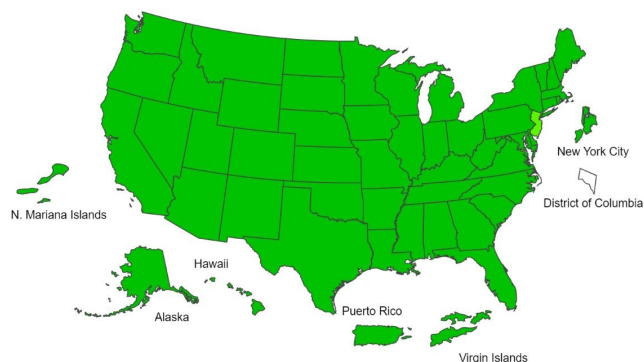 New York City
District of Columbia
N. Mariana Islands
Hawaii
Alaska
Puerto Rico
Virgin Islands